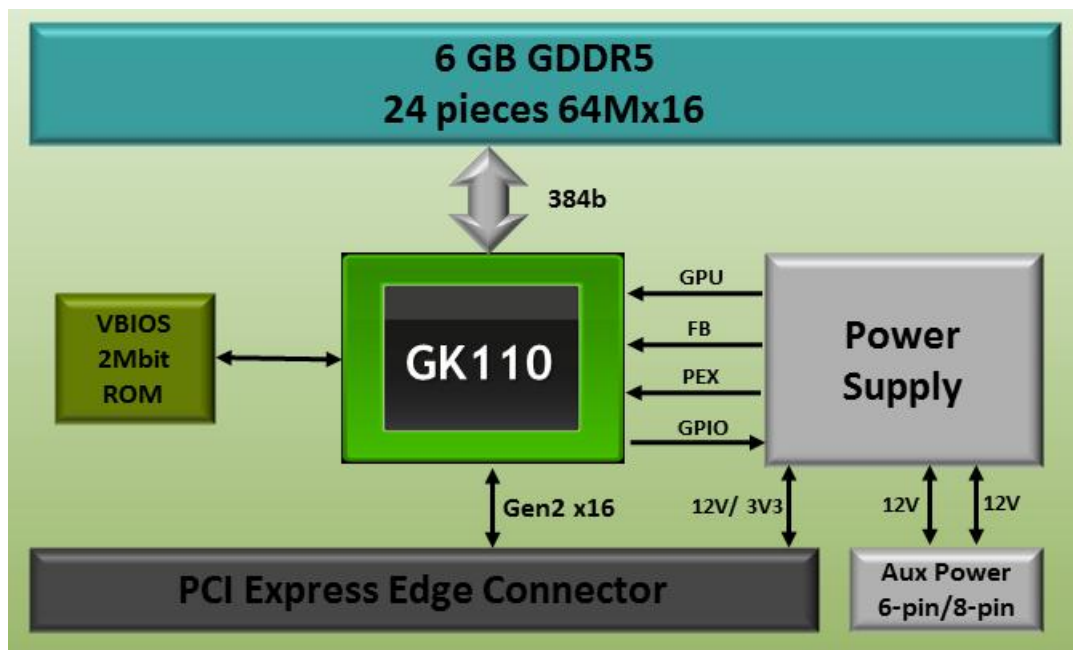 6 GB GDDR5
24 pieces 64Mx16
384b
VBIOS
2Mbit
ROM
GK110
GPU
FB
PEX
GPIO
Power
Supply
Gen2 x16
12V/ 3V3
12V
12V
PCI Express Edge Connector
Aux Power
6-pin/8-pin